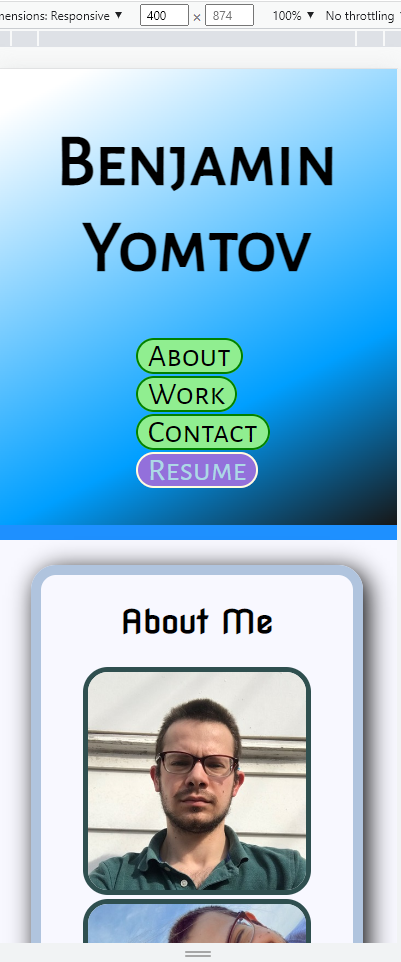 nensions: Responsive ▼ 400 × 874 100% ▼ No throttling
Benjamin
Yomtov
About
Work
Contact
Resume
About Me